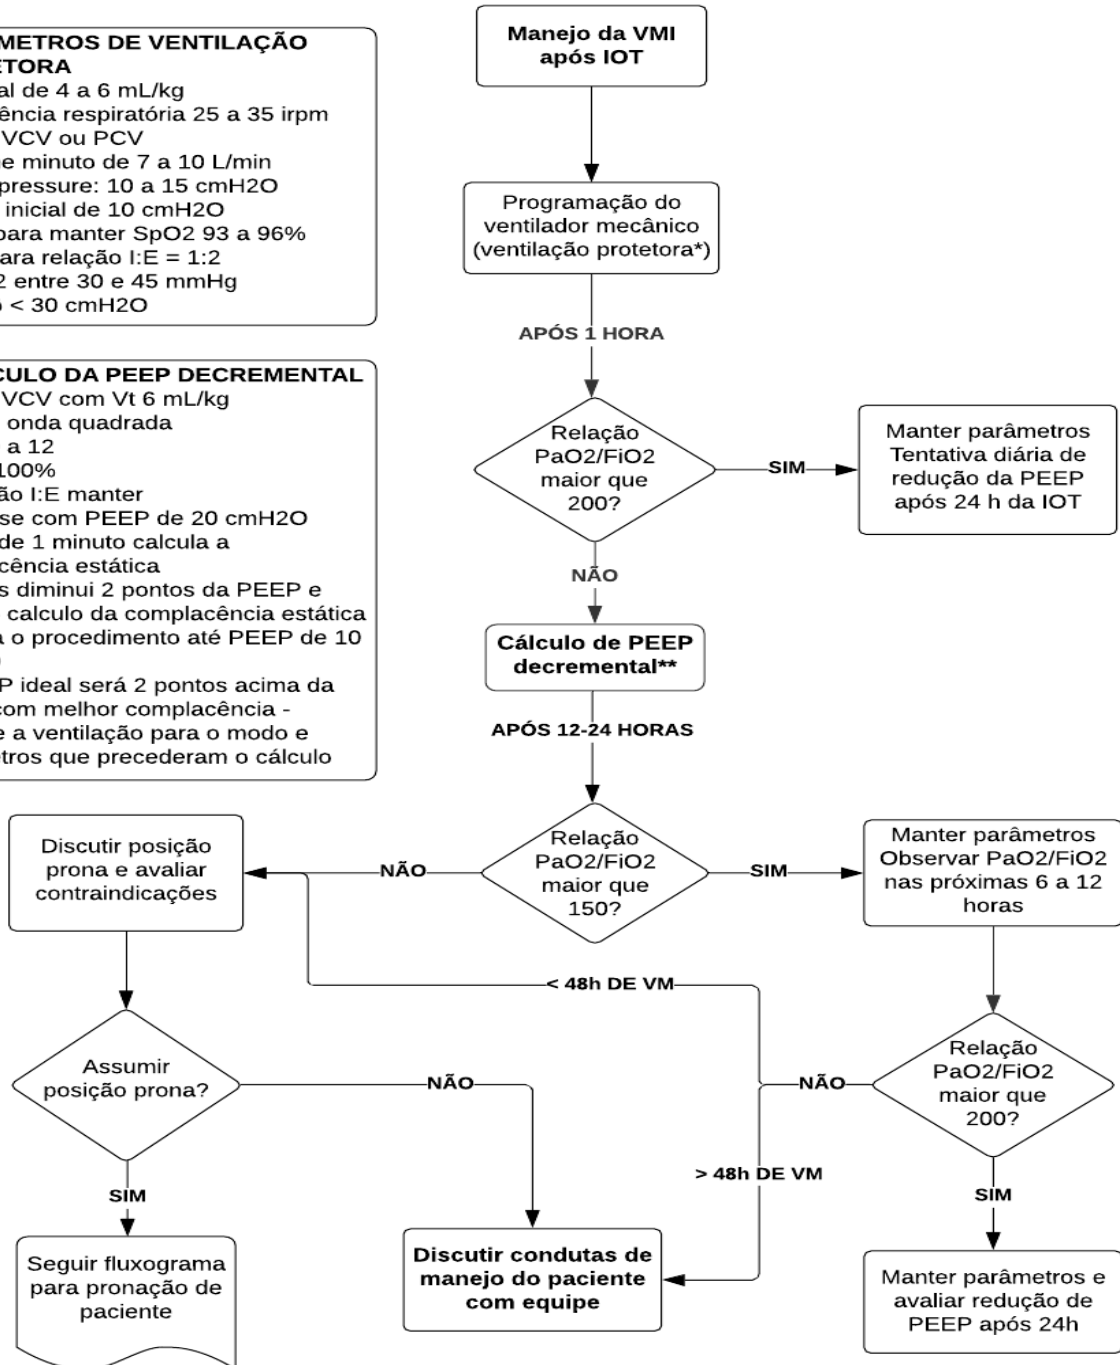 Manejo da VMI
após IOT
METROS DE VENTILAÇÃO
ETORA
al de 4 a 6 mL/kg
ência respiratória 25 a 35 irpm
VCV ou PCV
e minuto de 7 a 10 L/min
pressure: 10 a 15 cmH2O
inicial de 10 cmH2O
para manter SpO2 93 a 96%
ara relação I:E = 1:2
2 entre 30 e 45 mmHg
< 30 cmH2O
Programação do
ventilador mecânico
(ventilação protetora*)
APÓS 1 HORA
CULO DA PEEP DECREMENTAL
VCV com Vt 6 mL/kg
onda quadrada
a 12
100%
ão I:E manter
se com PEEP de 20 cmH2O
de 1 minuto calcula a
cência estática
s diminui 2 pontos da PEEP e
calculo da complacência estática
a o procedimento até PEEP de 10
P ideal será 2 pontos acima da
com melhor complacência -
e a ventilação para o modo e
tros que precederam o cálculo
Relação
PaO2/FiO2
maior que
200?
SIM
Manter parâmetros
Tentativa diária de
redução da PEEP
após 24 h da IOT
NÃO
Cálculo de PEEP
decremental**
APÓS 12-24 HORAS
Relação
PaO2/FiO2
maior que
150?
NÃO
Discutir posição
prona e avaliar
contraindicações
SIM
Manter parâmetros
Observar PaO2/FiO2
nas próximas 6 a 12
horas
< 48h DE VM
Assumir
posição prona?
NÃO
Relação
PaO2/FiO2
maior que
200?
NÃO
> 48h DE VM
SIM
SIM
Seguir fluxograma
para pronação de
paciente
Discutir condutas de
manejo do paciente
com equipe
Manter parâmetros e
avaliar redução de
PEEP após 24h